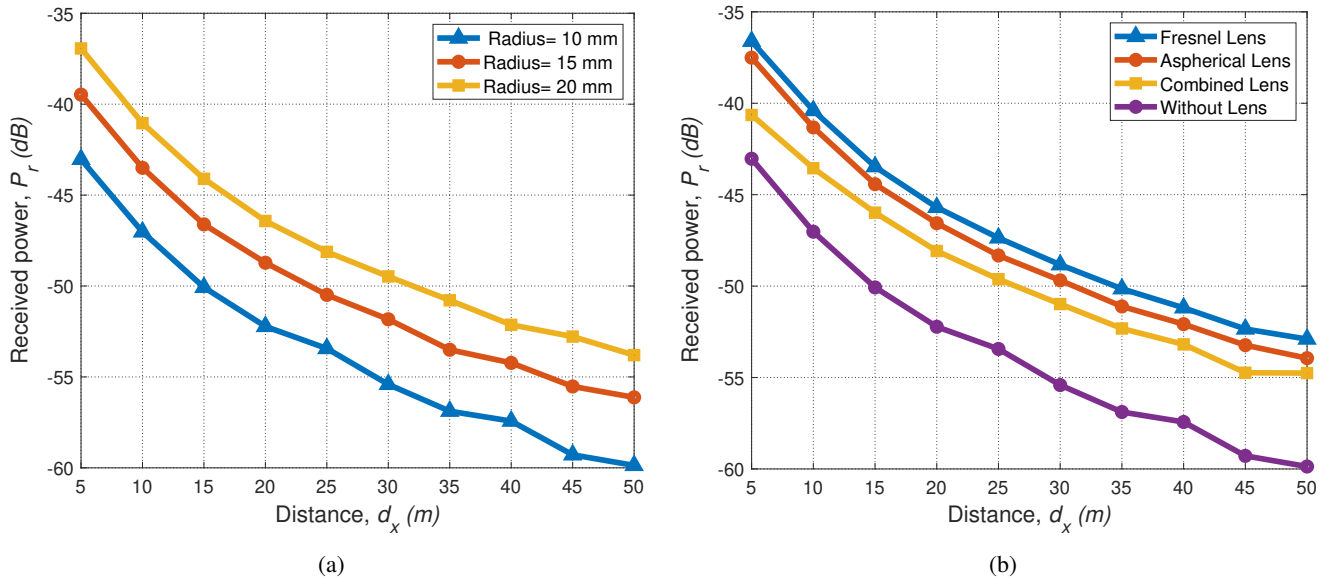 -35
-40
-45
-50
-55
-60
Received power, P_r (dB)
Radius= 10 mm
Radius= 15 mm
Radius= 20 mm
5 10 15 20 25 30 35 40 45 50
Distance, d_x (m)
(a)
-35
-40
-45
-50
-55
-60
Received power, P_r (dB)
Fresnel Lens
Aspherical Lens
Combined Lens
Without Lens
5 10 15 20 25 30 35 40 45 50
Distance, d_x (m)
(b)